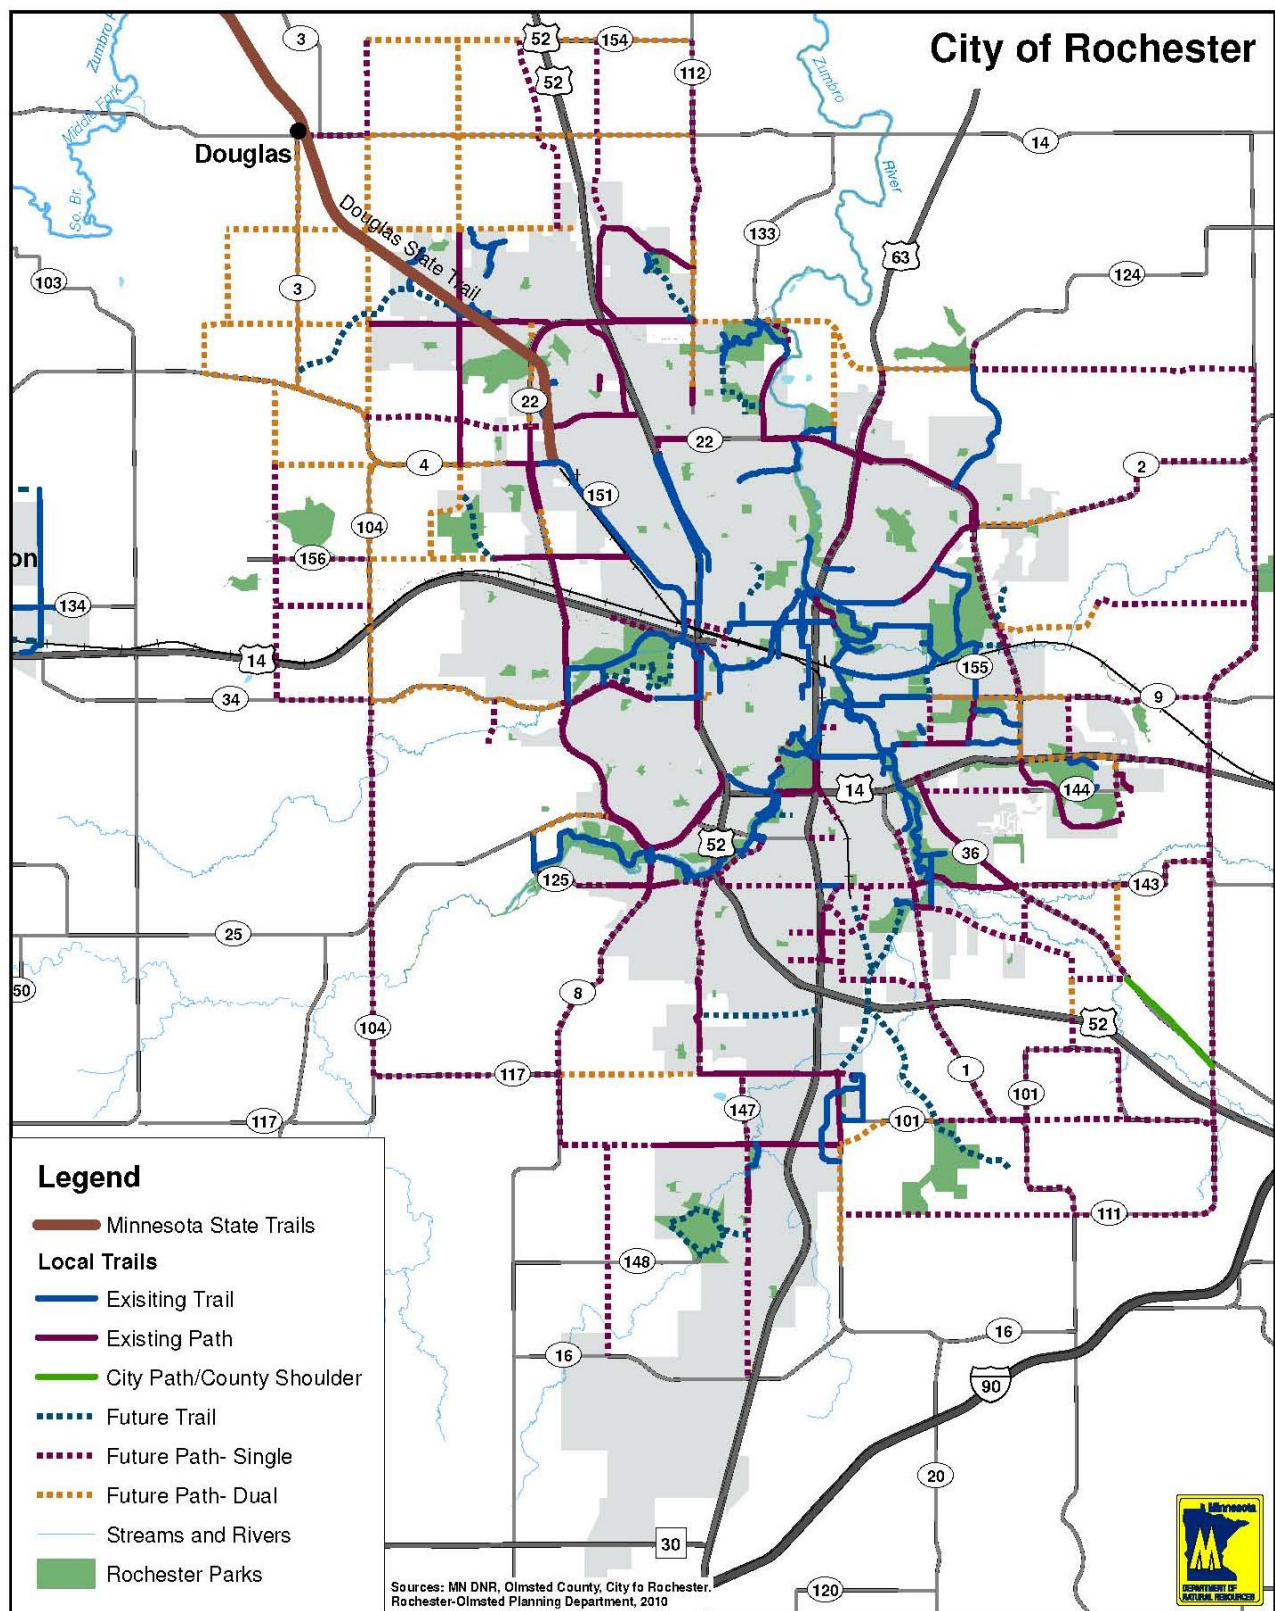 City of Rochester
3
52
154
52
112
Zumbro
Middle Fork
So. Br.
Zumbro
River
Douglas
14
Douglas State Trail
133
63
103
3
124
22
4
22
2
151
104
156
on
134
14
155
34
9
14
144
52
36
125
143
25
50
8
104
52
117
1
101
147
101
117
111
148
16
16
90
20
30
120
Legend
Minnesota State Trails
Local Trails
Exisiting Trail
Existing Path
City Path/County Shoulder
Future Trail
Future Path- Single
Future Path- Dual
Streams and Rivers
Rochester Parks
Sources: MN DNR, Olmsted County, City fo Rochester.
Rochester-Olmsted Planning Department, 2010
Minnesota
DEPARTMENT OF
NATURAL RESOURCES